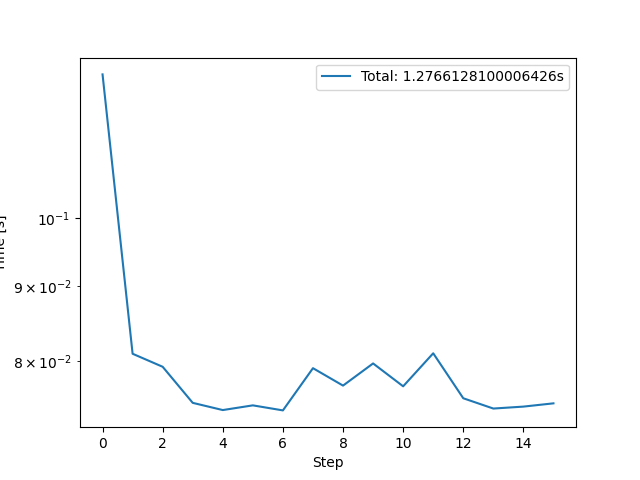 Total: 1.2766128100006426s
10⁻¹
9 × 10⁻²
8 × 10⁻²
0 2 4 6 8 10 12 14
Step